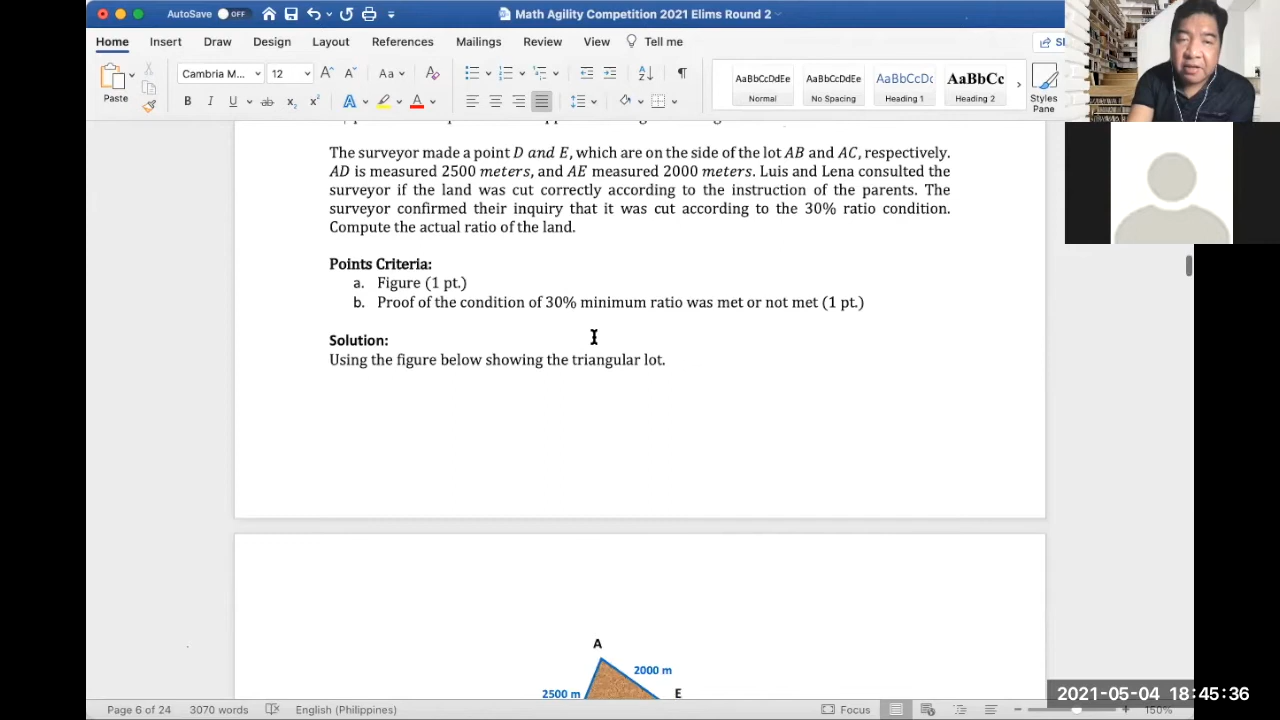 AutoSave OFF
Math Agility Competition 2021 Elims Round 2
Home Insert Draw Design Layout References Mailings Review View Tell me
Paste
Cambria M... 12
AaBbCcDdEe AaBbCcDdEe AaBbCcDc AaBbCc
Normal No Spacing Heading 1 Heading 2
Styles
Pane
The surveyor made a point D and E, which are on the side of the lot AB and AC, respectively.
AD is measured 2500 meters, and AE measured 2000 meters. Luis and Lena consulted the
surveyor if the land was cut correctly according to the instruction of the parents. The
surveyor confirmed their inquiry that it was cut according to the 30% ratio condition.
Compute the actual ratio of the land.
Points Criteria:
a. Figure (1 pt.)
b. Proof of the condition of 30% minimum ratio was met or not met (1 pt.)
Solution:
Using the figure below showing the triangular lot.
A
2000 m
2500 m
E
Page 6 of 24 3070 words English (Philippines) Focus 150%
2021-05-04 18:45:36